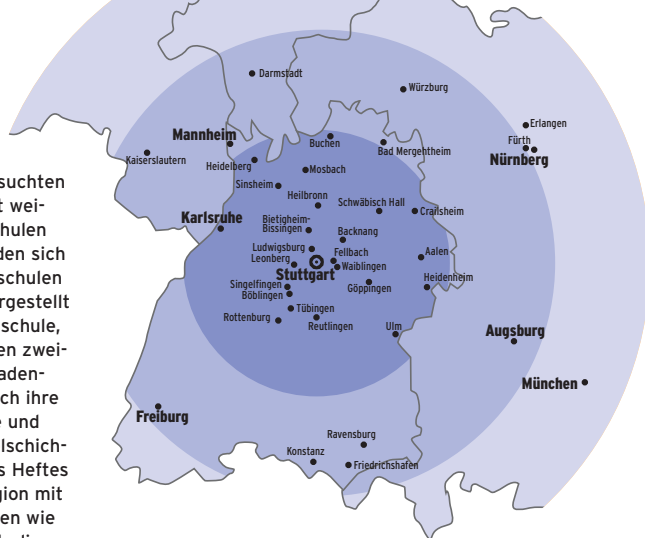 suchten
t wei-
hulen
den sich
schulen
rgestellt
schule,
en zwei-
aden-
ch ihre
e und
lschich-
s Heftes
gion mit
en wie
Darmstadt
Würzburg
Erlangen
Fürth
Nürnberg
Mannheim
Buchen
Bad Mergehtheim
Kaiserslautern
Heidelberg
Mosbach
Sinsheim
Heilbronn
Schwäbisch Hall
Crailsheim
Karlsruhe
Bietigheim-
Bissingen
Backnang
Ludwigsburg
Leonberg
Fellbach
Waiblingen
Aalen
Stuttgart
Heidenheim
Singelfingen
Böblingen
Göppingen
Tübingen
Rottenburg
Reutlingen
Ulm
Augsburg
München
Freiburg
Ravensburg
Konstanz
Friedrichshafen